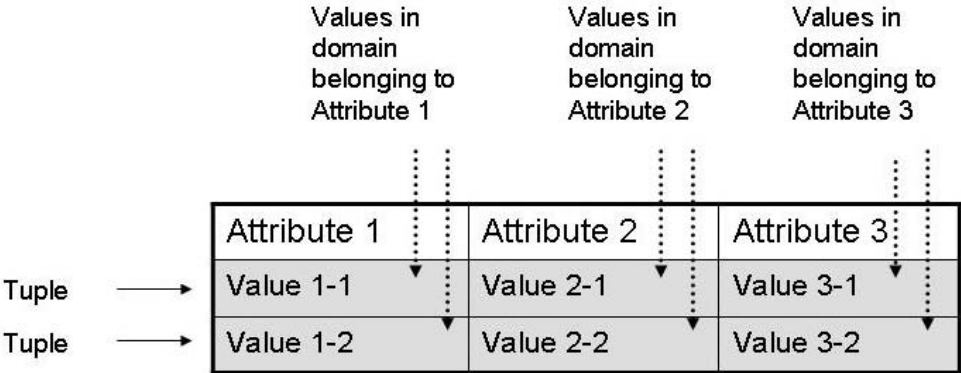 Values in
domain
belonging to
Attribute 1
Values in
domain
belonging to
Attribute 2
Values in
domain
belonging to
Attribute 3
Attribute 1
Attribute 2
Attribute 3
Tuple
Value 1-1
Value 2-1
Value 3-1
Tuple
Value 1-2
Value 2-2
Value 3-2